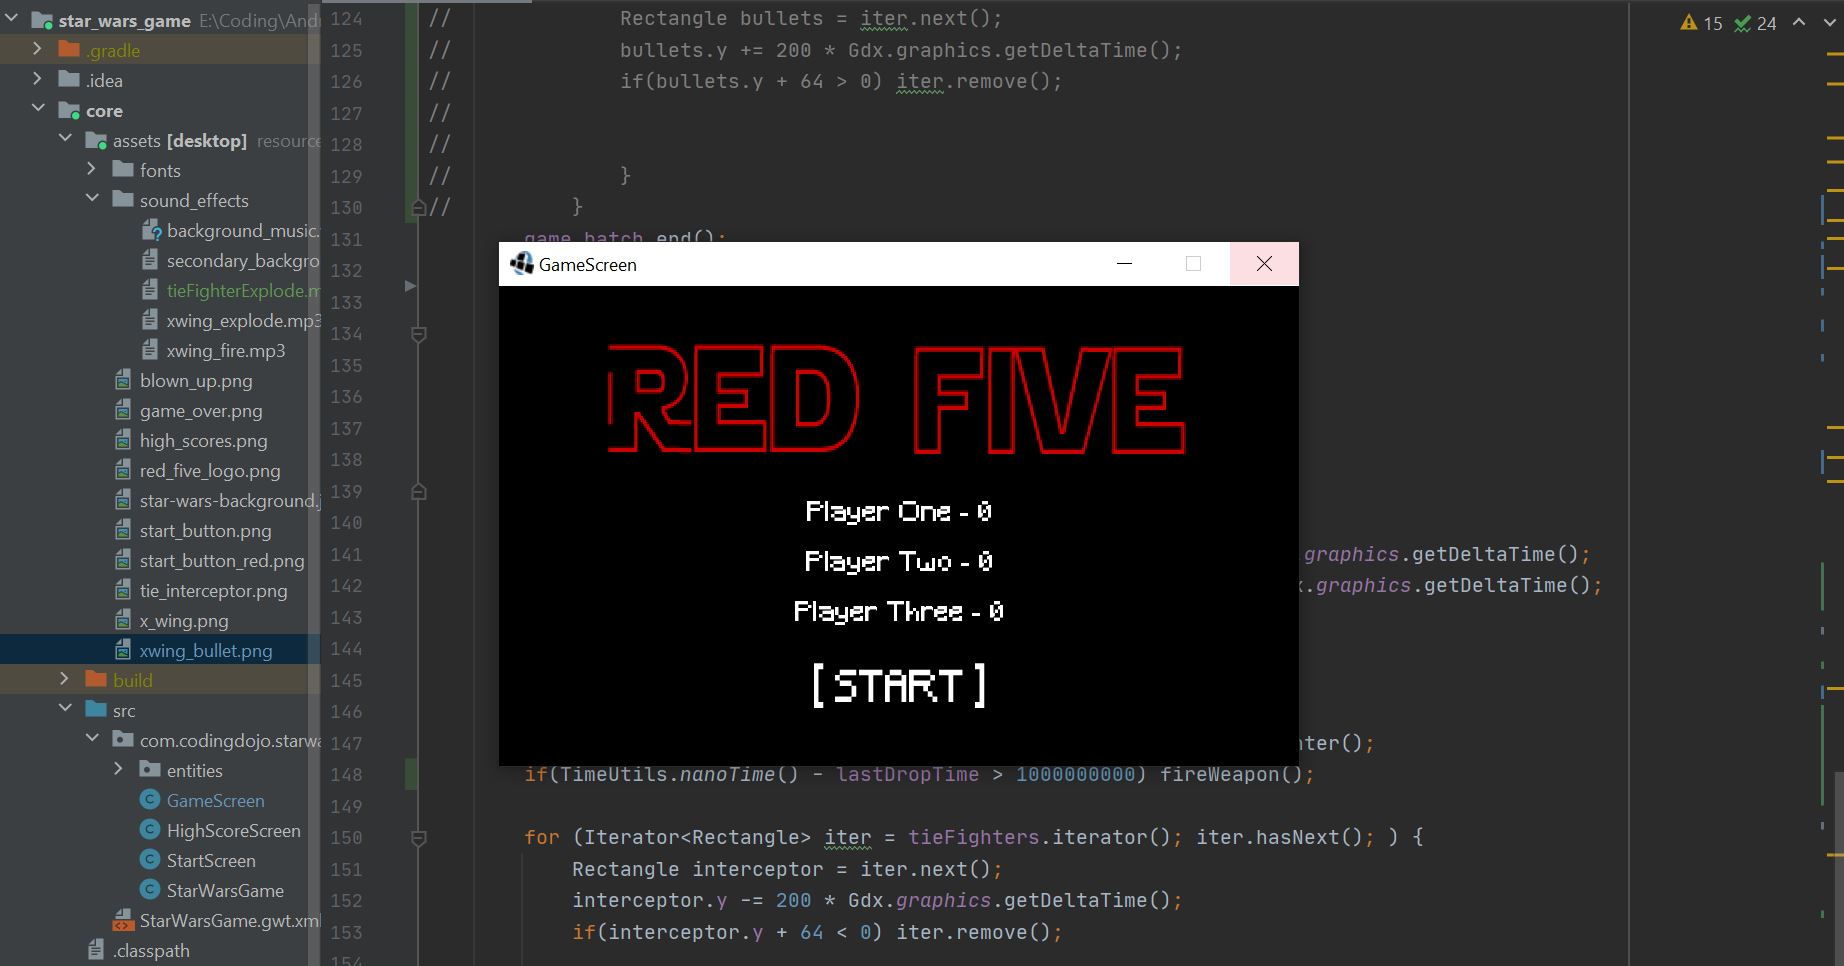 star_wars_game E:\Coding\And
.gradle
.idea
core
assets [desktop] resource
fonts
sound_effects
background_music.
secondary_backgro
tieFighterExplode.m
xwing_explode.mp3
xwing_fire.mp3
blown_up.png
game_over.png
high_scores.png
red_five_logo.png
star-wars-background.j
start_button.png
start_button_red.png
tie_interceptor.png
x_wing.png
xwing_bullet.png
build
src
com.codingdojo.starwa
entities
GameScreen
HighScoreScreen
StartScreen
StarWarsGame
StarWarsGame.gwt.xml
.classpath
15 24
124 // Rectangle bullets = iter.next();
125 // bullets.y += 200 * Gdx.graphics.getDeltaTime();
126 // if(bullets.y + 64 > 0) iter.remove();
127 //
128 //
129 // }
130 // }
131 game.batch.end();
132
133
134
135
136
137
138
139
140
141 .graphics.getDeltaTime();
142 x.graphics.getDeltaTime();
143
144
145
146
147 nter();
148 if(TimeUtils.nanoTime() - lastDropTime > 1000000000) fireWeapon();
149
150 for (Iterator<Rectangle> iter = tieFighters.iterator(); iter.hasNext(); ) {
151 Rectangle interceptor = iter.next();
152 interceptor.y -= 200 * Gdx.graphics.getDeltaTime();
153 if(interceptor.y + 64 < 0) iter.remove();
154
GameScreen
RED FIVE
Player One - 0
Player Two - 0
Player Three - 0
[ START ]